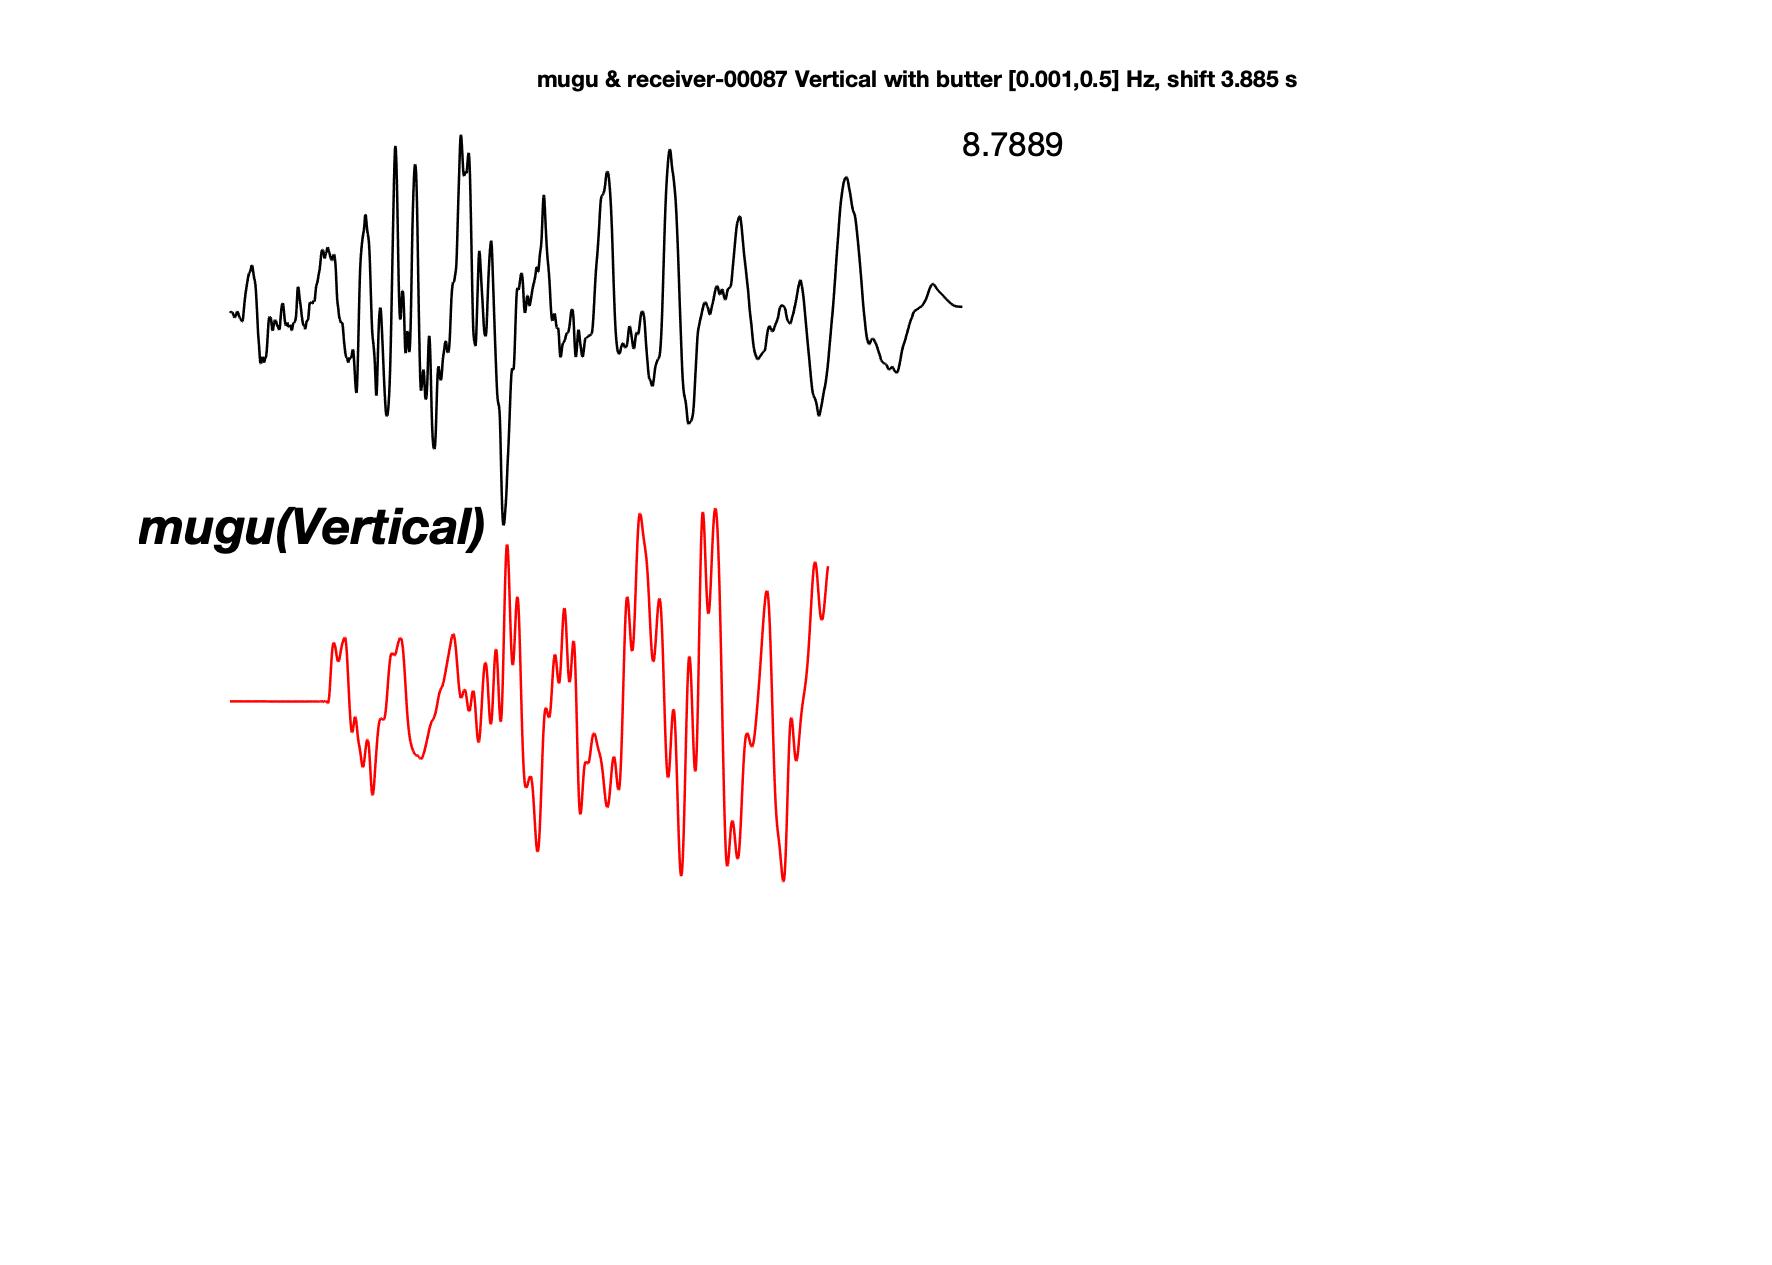 mugu & receiver-00087 Vertical with butter [0.001,0.5] Hz, shift 3.885 s
8.7889
mugu(Vertical)